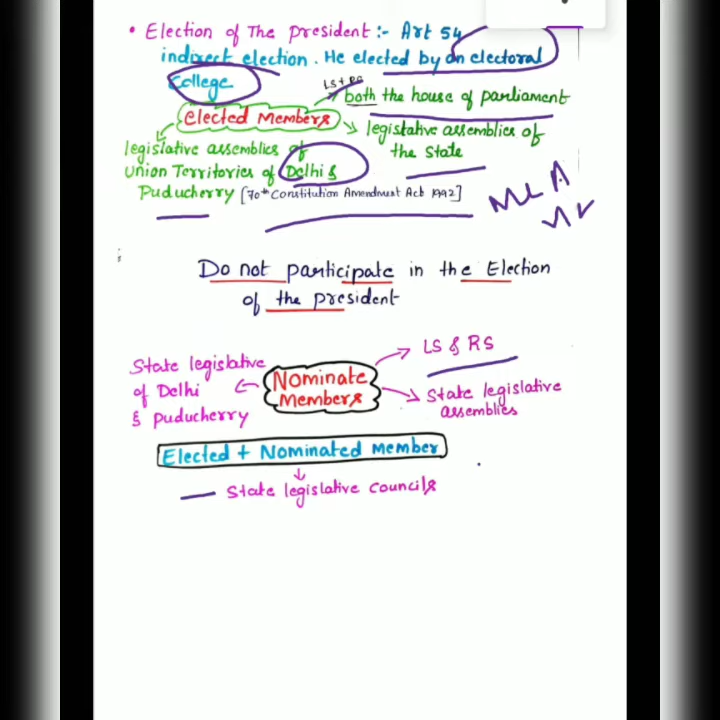 • Election of The president :- Art 54
indirect election. He elected by an electoral
College
LS + RS
both the house of parliament
elected Members
legislative assemblies of
the State
legislative assemblies of
Union Territories of Delhi &
Puducherry [70th Constitution Amendment Act 1992]
MLA
Do not participate in the Election
of the president
LS & RS
State legislative
of Delhi
& puducherry
Nominate
Members
State legislative
assemblies
Elected + Nominated member
State legislative councils